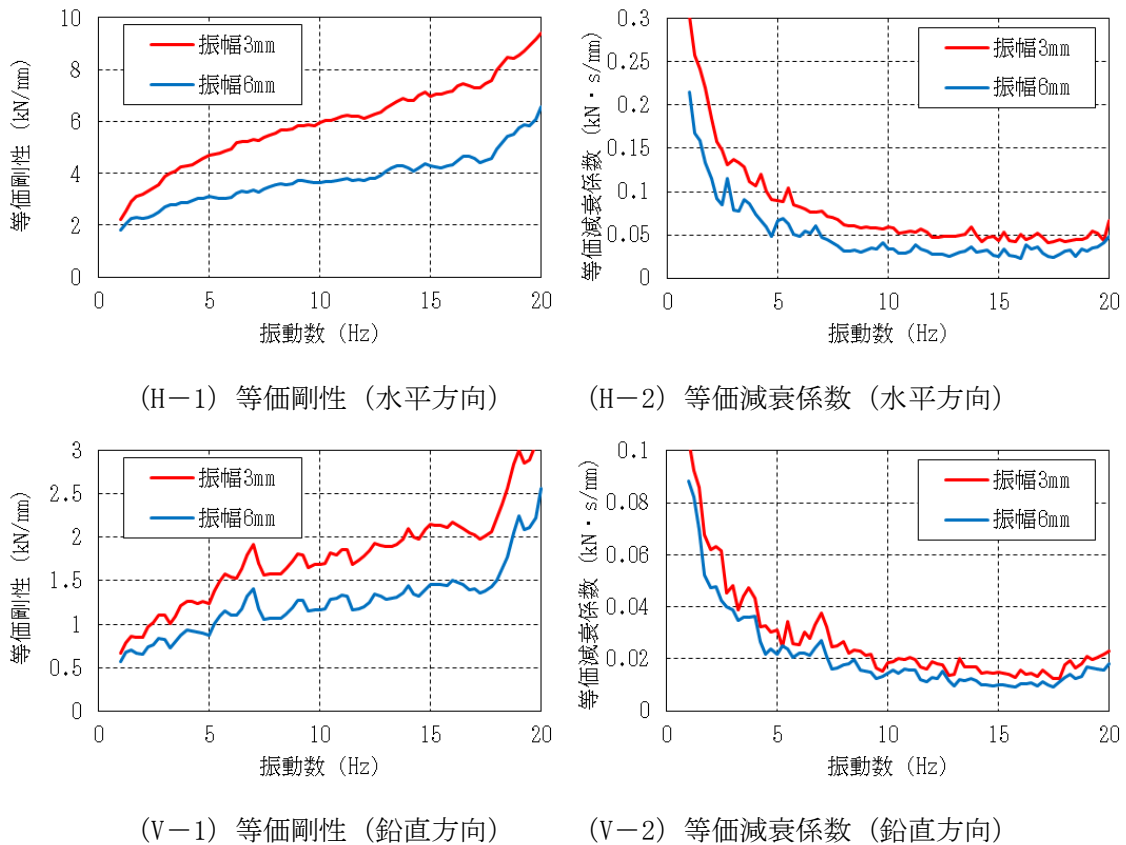 等価剛性 (kN/mm)
10
8
6
4
2
0
振幅3mm
振幅6mm
0 5 10 15 20
振動数 (Hz)
等価減衰係数 (kN・s/mm)
0.3
0.25
0.2
0.15
0.1
0.05
0
振幅3mm
振幅6mm
0 5 10 15 20
振動数 (Hz)
(H－1) 等価剛性 (水平方向)
(H－2) 等価減衰係数 (水平方向)
等価剛性 (kN/mm)
3
2.5
2
1.5
1
0.5
0
振幅3mm
振幅6mm
0 5 10 15 20
振動数 (Hz)
等価減衰係数 (kN・s/mm)
0.1
0.08
0.06
0.04
0.02
0
振幅3mm
振幅6mm
0 5 10 15 20
振動数 (Hz)
(V－1) 等価剛性 (鉛直方向)
(V－2) 等価減衰係数 (鉛直方向)